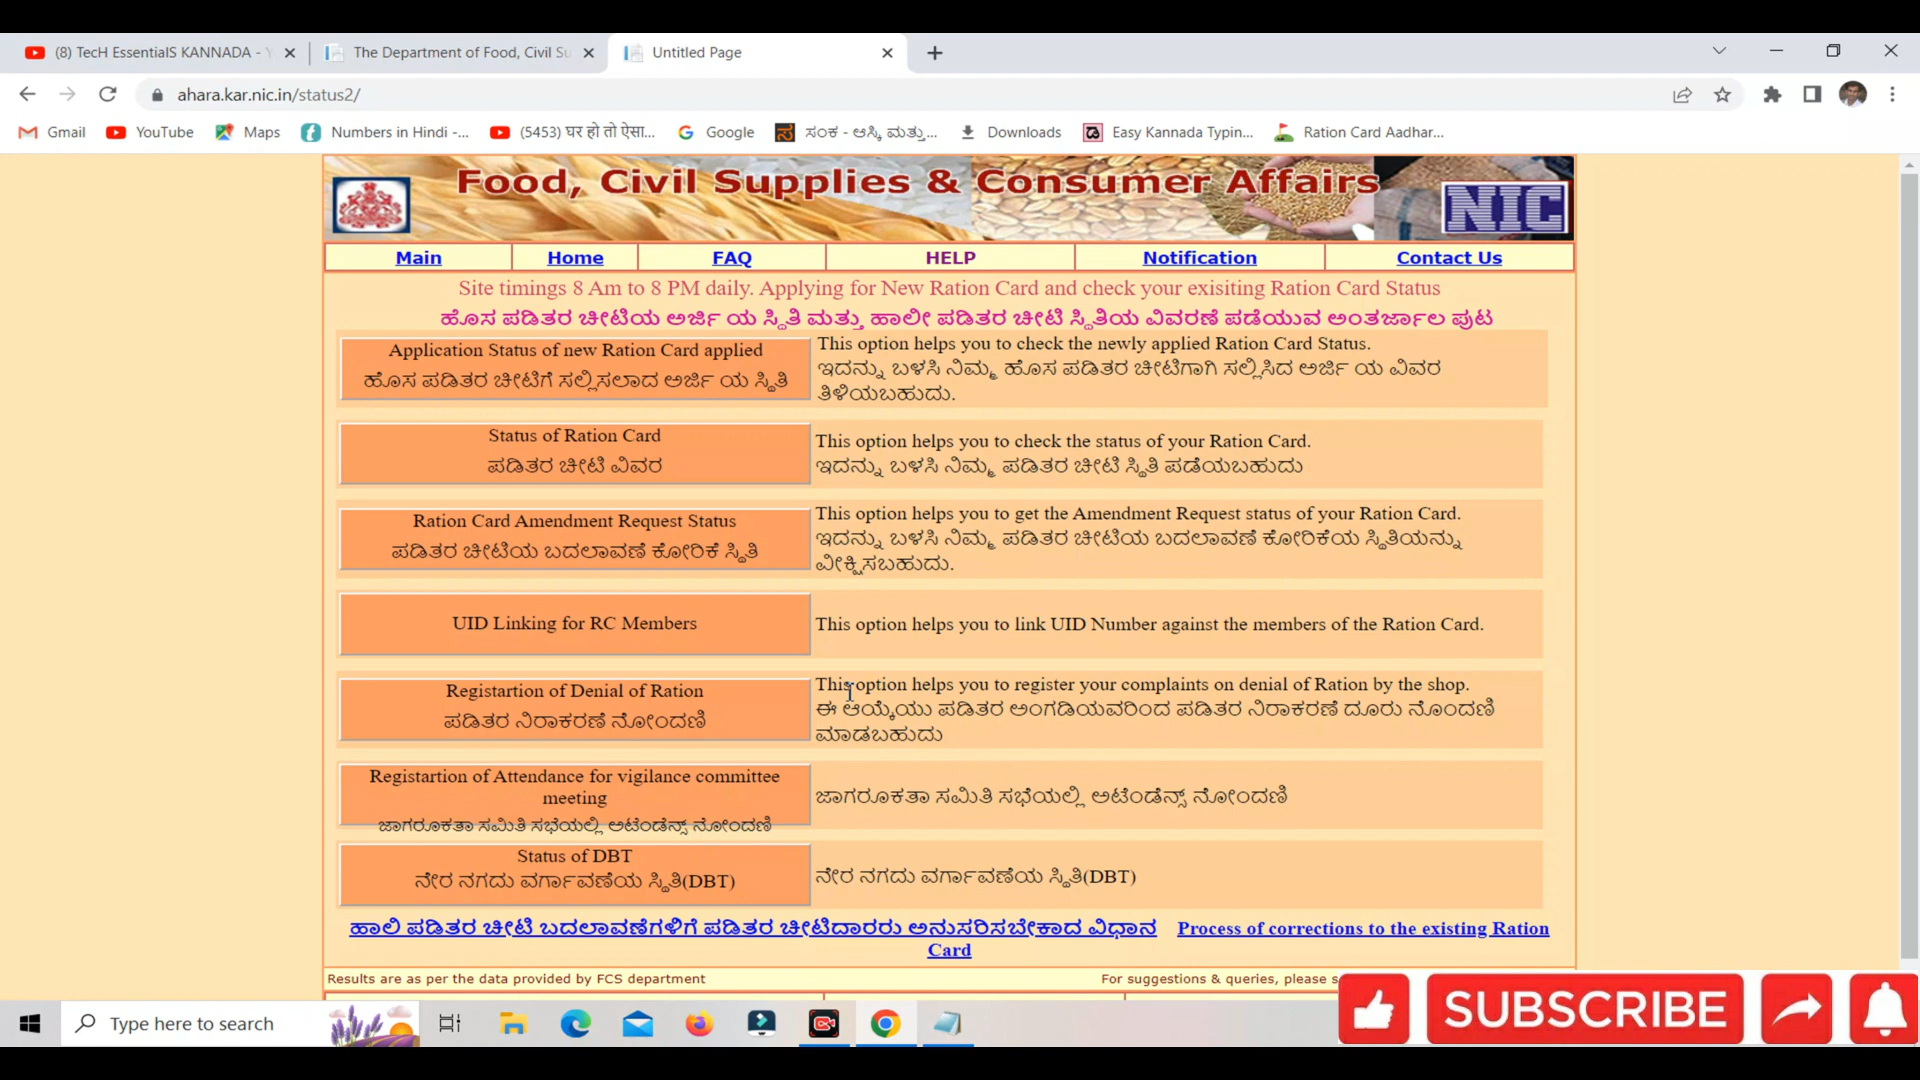 (8) TecH EssentialS KANNADA - Y
The Department of Food, Civil Su
Untitled Page
ahara.kar.nic.in/status2/
Gmail
YouTube
Maps
Numbers in Hindi -...
(5453) घर हो तो ऐसा...
Google
ಸಂಕ - ಆಸ್ಕಿ ಮತ್ತು...
Downloads
Easy Kannada Typin...
Ration Card Aadhar...
Food, Civil Supplies & Consumer Affairs
NIC
Main
Home
FAQ
HELP
Notification
Contact Us
Site timings 8 Am to 8 PM daily. Applying for New Ration Card and check your exisiting Ration Card Status
ಹೊಸ ಪಡಿತರ ಚೀಟಿಯ ಅರ್ಜಿ ಯ ಸ್ಥಿತಿ ಮತ್ತು ಹಾಲೀ ಪಡಿತರ ಚೀಟಿ ಸ್ಥಿತಿಯ ವಿವರಣೆ ಪಡೆಯುವ ಅಂತರ್ಜಾಲ ಪುಟ
Application Status of new Ration Card applied
ಹೊಸ ಪಡಿತರ ಚೀಟಿಗೆ ಸಲ್ಲಿಸಲಾದ ಅರ್ಜಿ ಯ ಸ್ಥಿತಿ
This option helps you to check the newly applied Ration Card Status.
ಇದನ್ನು ಬಳಸಿ ನಿಮ್ಮ ಹೊಸ ಪಡಿತರ ಚೀಟಿಗಾಗಿ ಸಲ್ಲಿಸಿದ ಅರ್ಜಿ ಯ ವಿವರ
ತಿಳಿಯಬಹುದು.
Status of Ration Card
ಪಡಿತರ ಚೀಟಿ ವಿವರ
This option helps you to check the status of your Ration Card.
ಇದನ್ನು ಬಳಸಿ ನಿಮ್ಮ ಪಡಿತರ ಚೀಟಿ ಸ್ಥಿತಿ ಪಡೆಯಬಹುದು
Ration Card Amendment Request Status
ಪಡಿತರ ಚೀಟಿಯ ಬದಲಾವಣೆ ಕೋರಿಕೆ ಸ್ಥಿತಿ
This option helps you to get the Amendment Request status of your Ration Card.
ಇದನ್ನು ಬಳಸಿ ನಿಮ್ಮ ಪಡಿತರ ಚೀಟಿಯ ಬದಲಾವಣೆ ಕೋರಿಕೆಯ ಸ್ಥಿತಿಯನ್ನು
ವೀಕ್ಷಿಸಬಹುದು.
UID Linking for RC Members
This option helps you to link UID Number against the members of the Ration Card.
Registartion of Denial of Ration
ಪಡಿತರ ನಿರಾಕರಣೆ ನೋಂದಣಿ
This option helps you to register your complaints on denial of Ration by the shop.
ಈ ಆಯ್ಕೆಯು ಪಡಿತರ ಅಂಗಡಿಯವರಿಂದ ಪಡಿತರ ನಿರಾಕರಣೆ ದೂರು ನೊಂದಣಿ
ಮಾಡಬಹುದು
Registartion of Attendance for vigilance committee
meeting
ಜಾಗರೂಕತಾ ಸಮಿತಿ ಸಭೆಯಲ್ಲಿ ಅಟೆಂಡೆನ್ಸ್ ನೋಂದಣಿ
ಜಾಗರೂಕತಾ ಸಮಿತಿ ಸಭೆಯಲ್ಲಿ ಅಟೆಂಡೆನ್ಸ್ ನೋಂದಣಿ
Status of DBT
ನೇರ ನಗದು ವರ್ಗಾವಣೆಯ ಸ್ಥಿತಿ(DBT)
ನೇರ ನಗದು ವರ್ಗಾವಣೆಯ ಸ್ಥಿತಿ(DBT)
ಹಾಲಿ ಪಡಿತರ ಚೀಟಿ ಬದಲಾವಣೆಗಳಿಗೆ ಪಡಿತರ ಚೀಟಿದಾರರು ಅನುಸರಿಸಬೇಕಾದ ವಿಧಾನ Process of corrections to the existing Ration
Card
Results are as per the data provided by FCS department
For suggestions & queries, please s
SUBSCRIBE
Type here to search